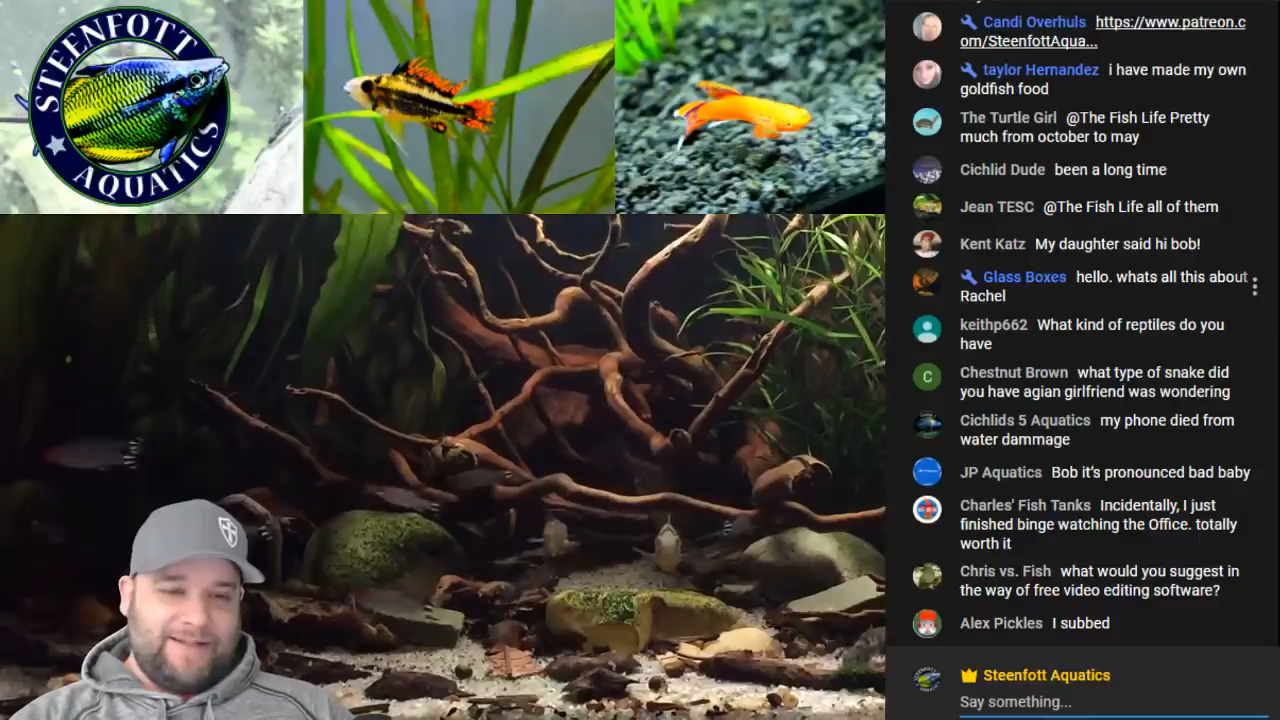 STEENFOTT
AQUATICS
Candi Overhuls https://www.patreon.c
om/SteenfottAqua...
taylor Hernandez i have made my own
goldfish food
The Turtle Girl @The Fish Life Pretty
much from october to may
Cichlid Dude been a long time
Jean TESC @The Fish Life all of them
Kent Katz My daughter said hi bob!
Glass Boxes hello. whats all this about
Rachel
keithp662 What kind of reptiles do you
have
C Chestnut Brown what type of snake did
you have agian girlfriend was wondering
Cichlids 5 Aquatics my phone died from
water dammage
JP Aquatics Bob it's pronounced bad baby
Charles' Fish Tanks Incidentally, I just
finished binge watching the Office. totally
worth it
Chris vs. Fish what would you suggest in
the way of free video editing software?
Alex Pickles I subbed
Steenfott Aquatics
Say something...